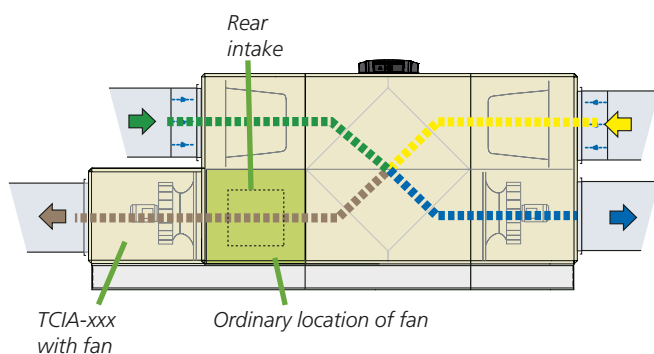 Rear
intake
TCIA-xxx
with fan
Ordinary location of fan